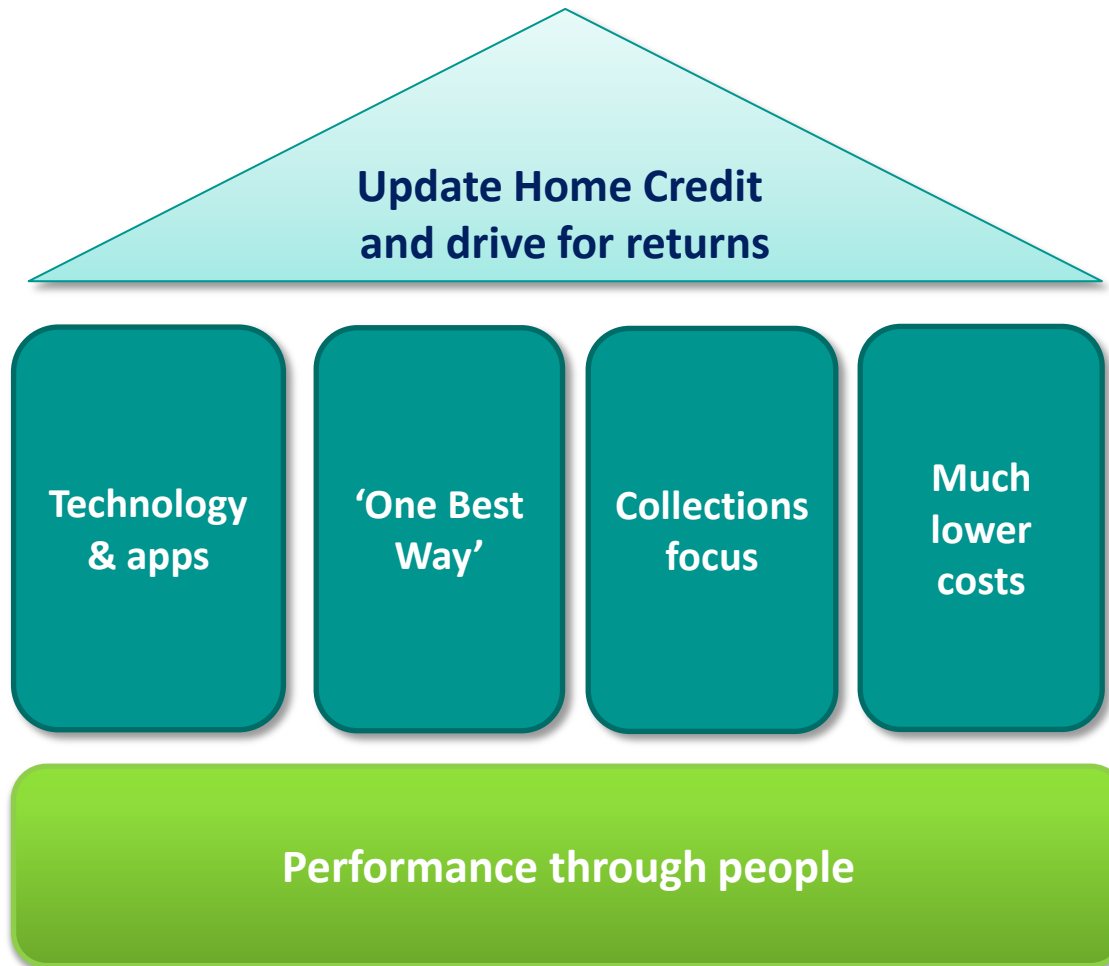 Update Home Credit
and drive for returns
Technology
& apps
‘One Best
Way’
Collections
focus
Much
lower
costs
Performance through people